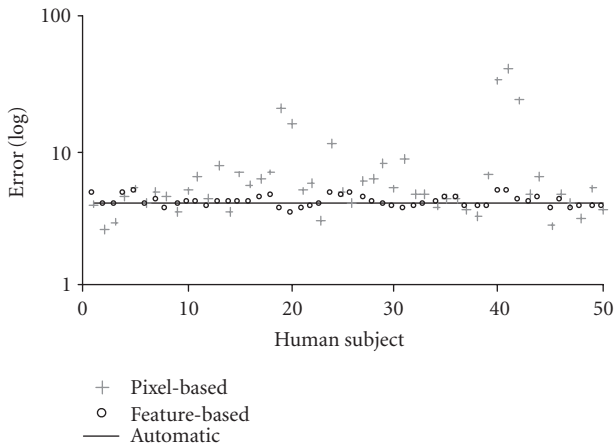 100
10
1
Error (log)
0
10
20
30
40
50
Human subject
Pixel-based
Feature-based
Automatic